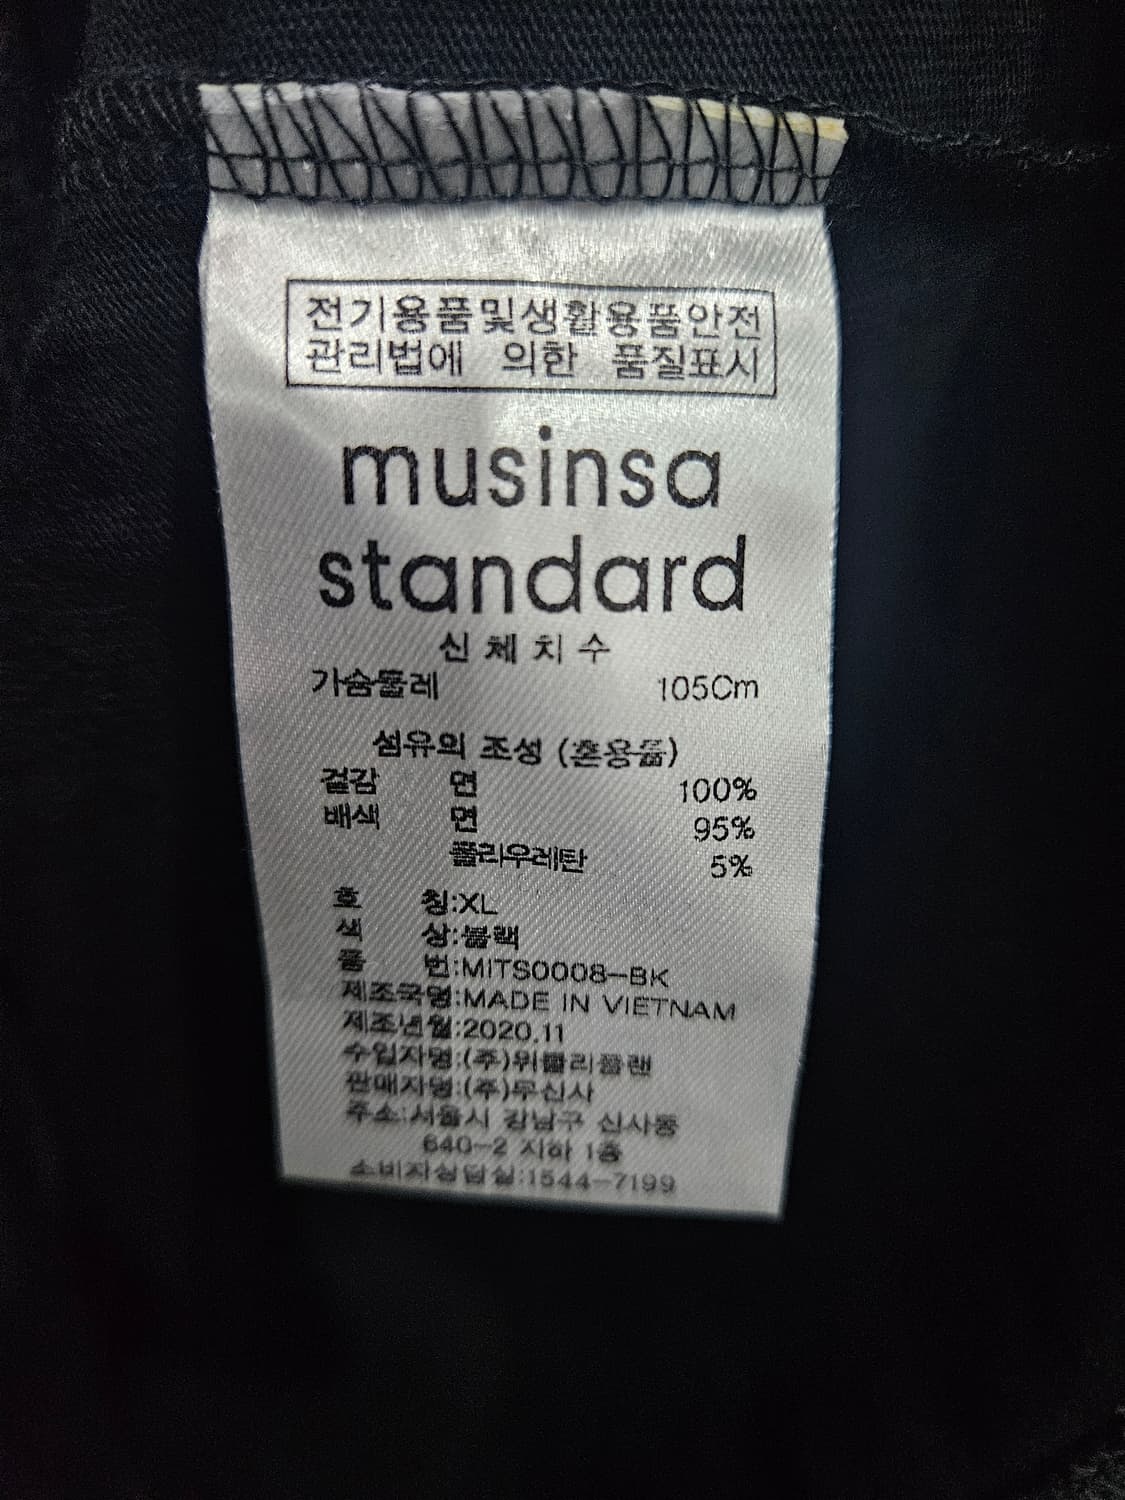 전기용품및생활용품안전
관리법에 의한 품질표시
musinsa
standard
신체치수
가슴둘레 105Cm
섬유의 조성 (혼용률)
겉감 면 100%
배색 면 95%
폴리우레탄 5%
호 칭:XL
색 상:블랙
품 번:MITS0008-BK
제조국명:MADE IN VIETNAM
제조년월:2020.11
수입자명:(주)위클리플랜
판매자명:(주)무신사
주소:서울시 강남구 신사동
640-2 지하 1층
소비자상담실:1544-7199